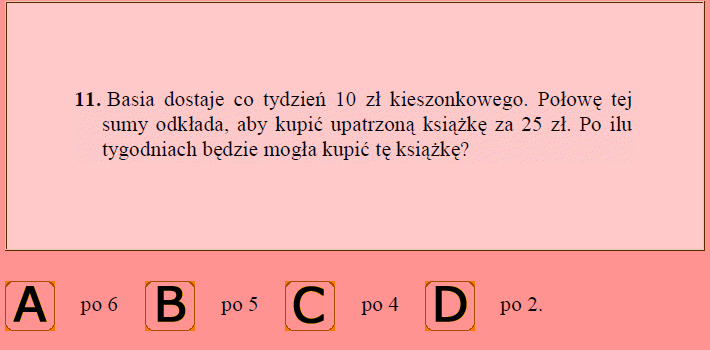 11. Basia dostaje co tydzień 10 zł kieszonkowego. Połowę tej
sumy odkłada, aby kupić upatrzoną książkę za 25 zł. Po ilu
tygodniach będzie mogła kupić tę książkę?
A po 6 B po 5 C po 4 D po 2.